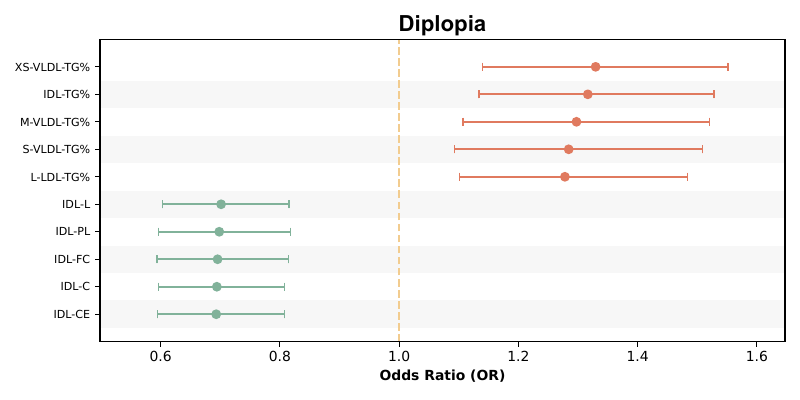 Diplopia
XS-VLDL-TG%
IDL-TG%
M-VLDL-TG%
S-VLDL-TG%
L-LDL-TG%
IDL-L
IDL-PL
IDL-FC
IDL-C
IDL-CE
0.6 0.8 1.0 1.2 1.4 1.6
Odds Ratio (OR)